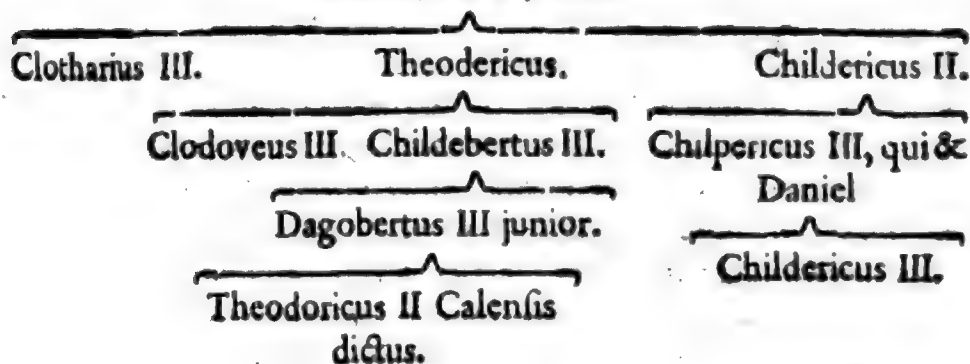 Clotharius III. Theodericus. Childericus II.
Clodoveus III. Childebertus III. Chilpericus III, qui &
Daniel
Dagobertus III junior.
Childericus III.
Theodoricus II Calensis
dictus.